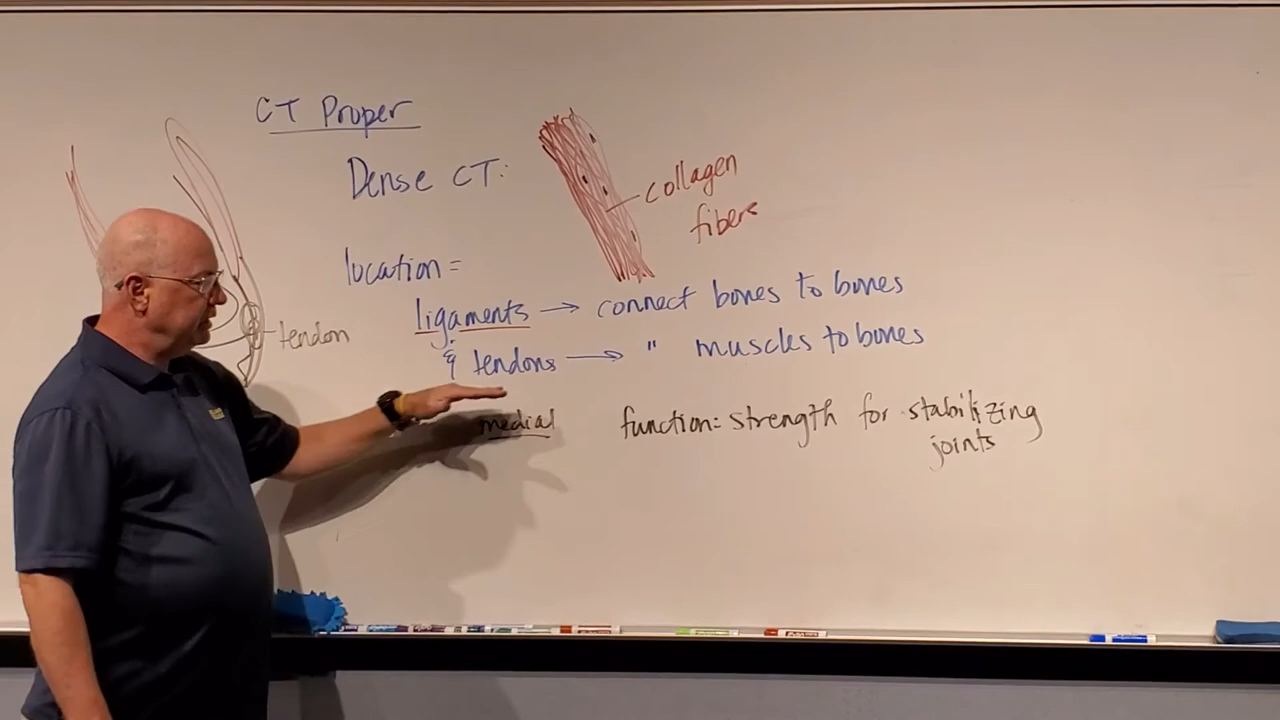 CT Proper
Dense CT:
collagen
fibers
location =
ligaments → connect bones to bones
& tendons → " muscles to bones
tendon
medial
function: strength for stabilizing
joints